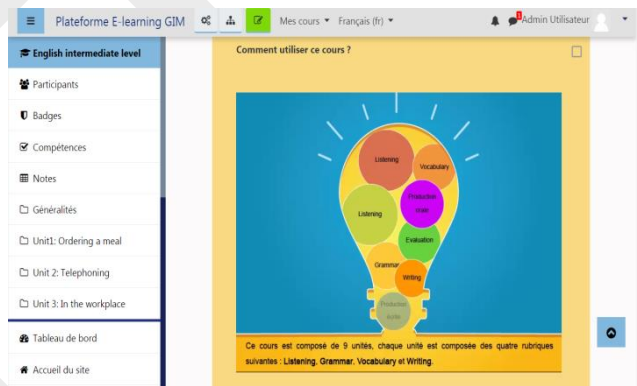 Plateforme E-learning GIM
Mes cours
Français (fr)
Admin Utilisateur
English intermediate level
Participants
Badges
Compétences
Notes
Généralités
Unit1: Ordering a meal
Unit 2: Telephoning
Unit 3: In the workplace
Tableau de bord
Accueil du site
Comment utiliser ce cours ?
Listening
Vocabulary
Production
Listening
Evaluation
Grammar
Writing
Production
Ce cours est composé de 9 unités, chaque unité est composée des quatre rubriques
suivantes : Listening, Grammar, Vocabulary et Writing.